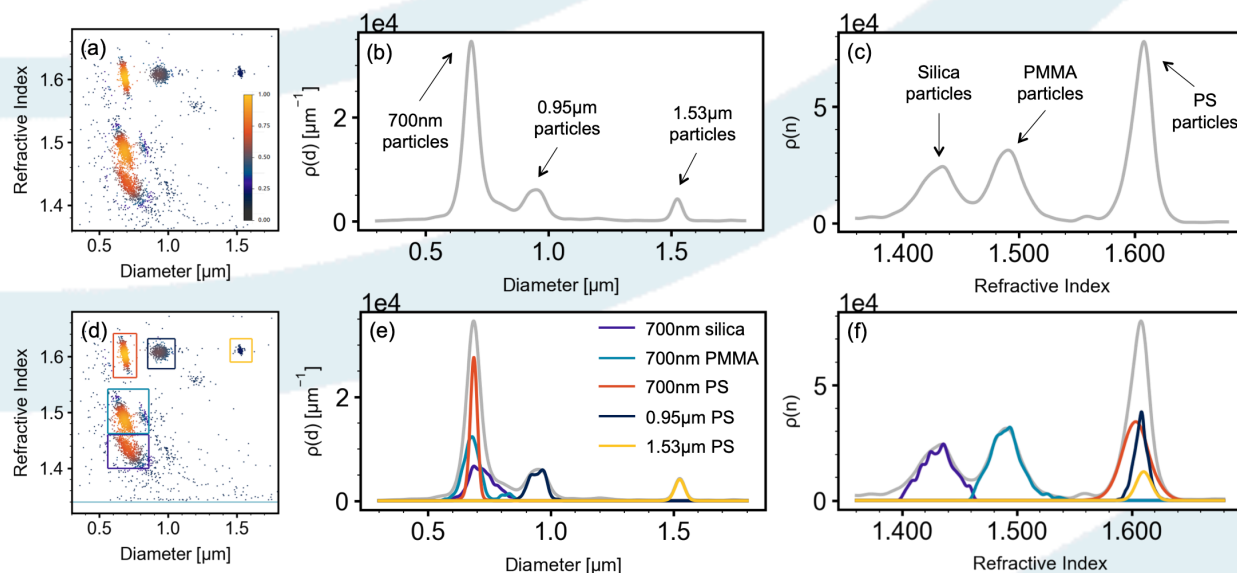 (a)
Refractive Index
1.6
1.5
1.4
0.5
1.0
1.5
Diameter [µm]
1.00
0.75
0.50
0.25
0.00
1e4
(b)
ρ(d) [µm⁻¹]
2
0
0.5
1.0
1.5
Diameter [µm]
700nm
particles
0.95µm
particles
1.53µm
particles
1e4
(c)
ρ(n)
5
0
1.400
1.500
1.600
Refractive Index
Silica
particles
PMMA
particles
PS
particles
(d)
Refractive Index
1.6
1.5
1.4
0.5
1.0
1.5
Diameter [µm]
1e4
(e)
ρ(d) [µm⁻¹]
2
0
0.5
1.0
1.5
Diameter [µm]
700nm silica
700nm PMMA
700nm PS
0.95µm PS
1.53µm PS
1e4
(f)
ρ(n)
5
0
1.400
1.500
1.600
Refractive Index